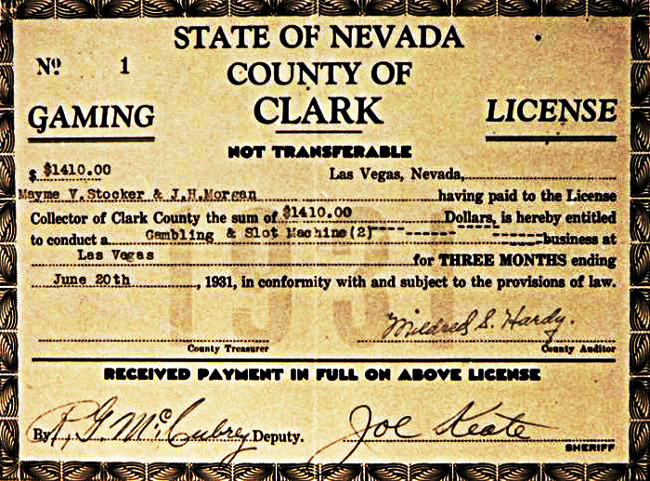 STATE OF NEVADA
Nº 1
COUNTY OF
GAMING CLARK LICENSE
NOT TRANSFERABLE
$ $1410.00 Las Vegas, Nevada,
Mayme V. Stocker & J.H.Morgan having paid to the License
Collector of Clark County the sum of $1410.00 Dollars, is hereby entitled
to conduct a Gambling & Slot Machine(2) business at
Las Vegas for THREE MONTHS ending
June 20th, 1931, in conformity with and subject to the provisions of law.
1931
Mildred S. Hardy.
County Treasurer County Auditor
RECEIVED PAYMENT IN FULL ON ABOVE LICENSE
By R. G. McCubrey Deputy. Joe Keate
SHERIFF